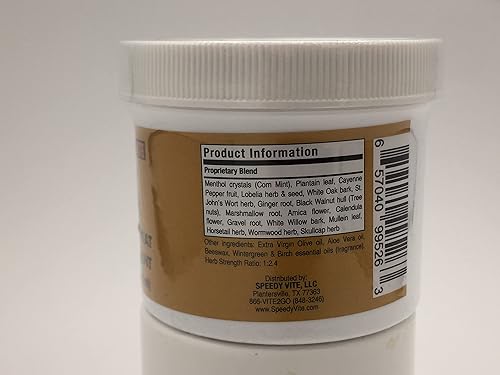 Product Information
Proprietary Blend
Menthol crystals (Corn Mint), Plantain leaf, Cayenne
Pepper fruit, Lobelia herb & seed, White Oak bark, St.
John's Wort herb, Ginger root, Black Walnut hull (Tree
nuts), Marshmallow root, Arnica flower, Calendula
flower, Gravel root, White Willow bark, Mullein leaf,
Horsetail herb, Wormwood herb, Skullcap herb
Other ingredients: Extra Virgin Olive oil, Aloe Vera oil,
Beeswax, Wintergreen & Birch essential oils (fragrance).
Herb Strength Ratio: 1:2.4
Distributed by:
SPEEDY VITE, LLC
Plantersville, TX 77363
866-VITE2GO (848-3246)
www.SpeedyVite.com
6 57040 99526 3